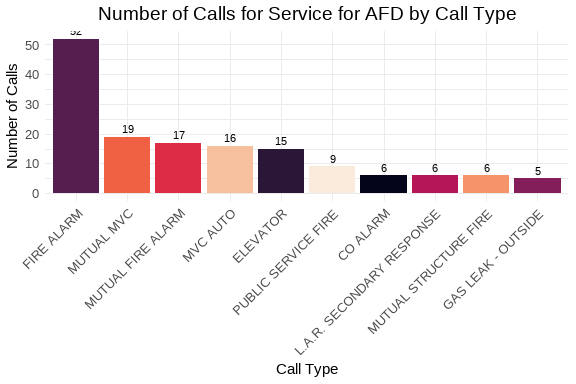 Number of Calls for Service for AFD by Call Type
Number of Calls
50
40
30
20
10
0
52
19
17
16
15
9
6
6
6
5
FIRE ALARM
MUTUAL MVC
MUTUAL FIRE ALARM
MVC AUTO
ELEVATOR
PUBLIC SERVICE FIRE
CO ALARM
L.A.R. SECONDARY RESPONSE
MUTUAL STRUCTURE FIRE
GAS LEAK - OUTSIDE
Call Type